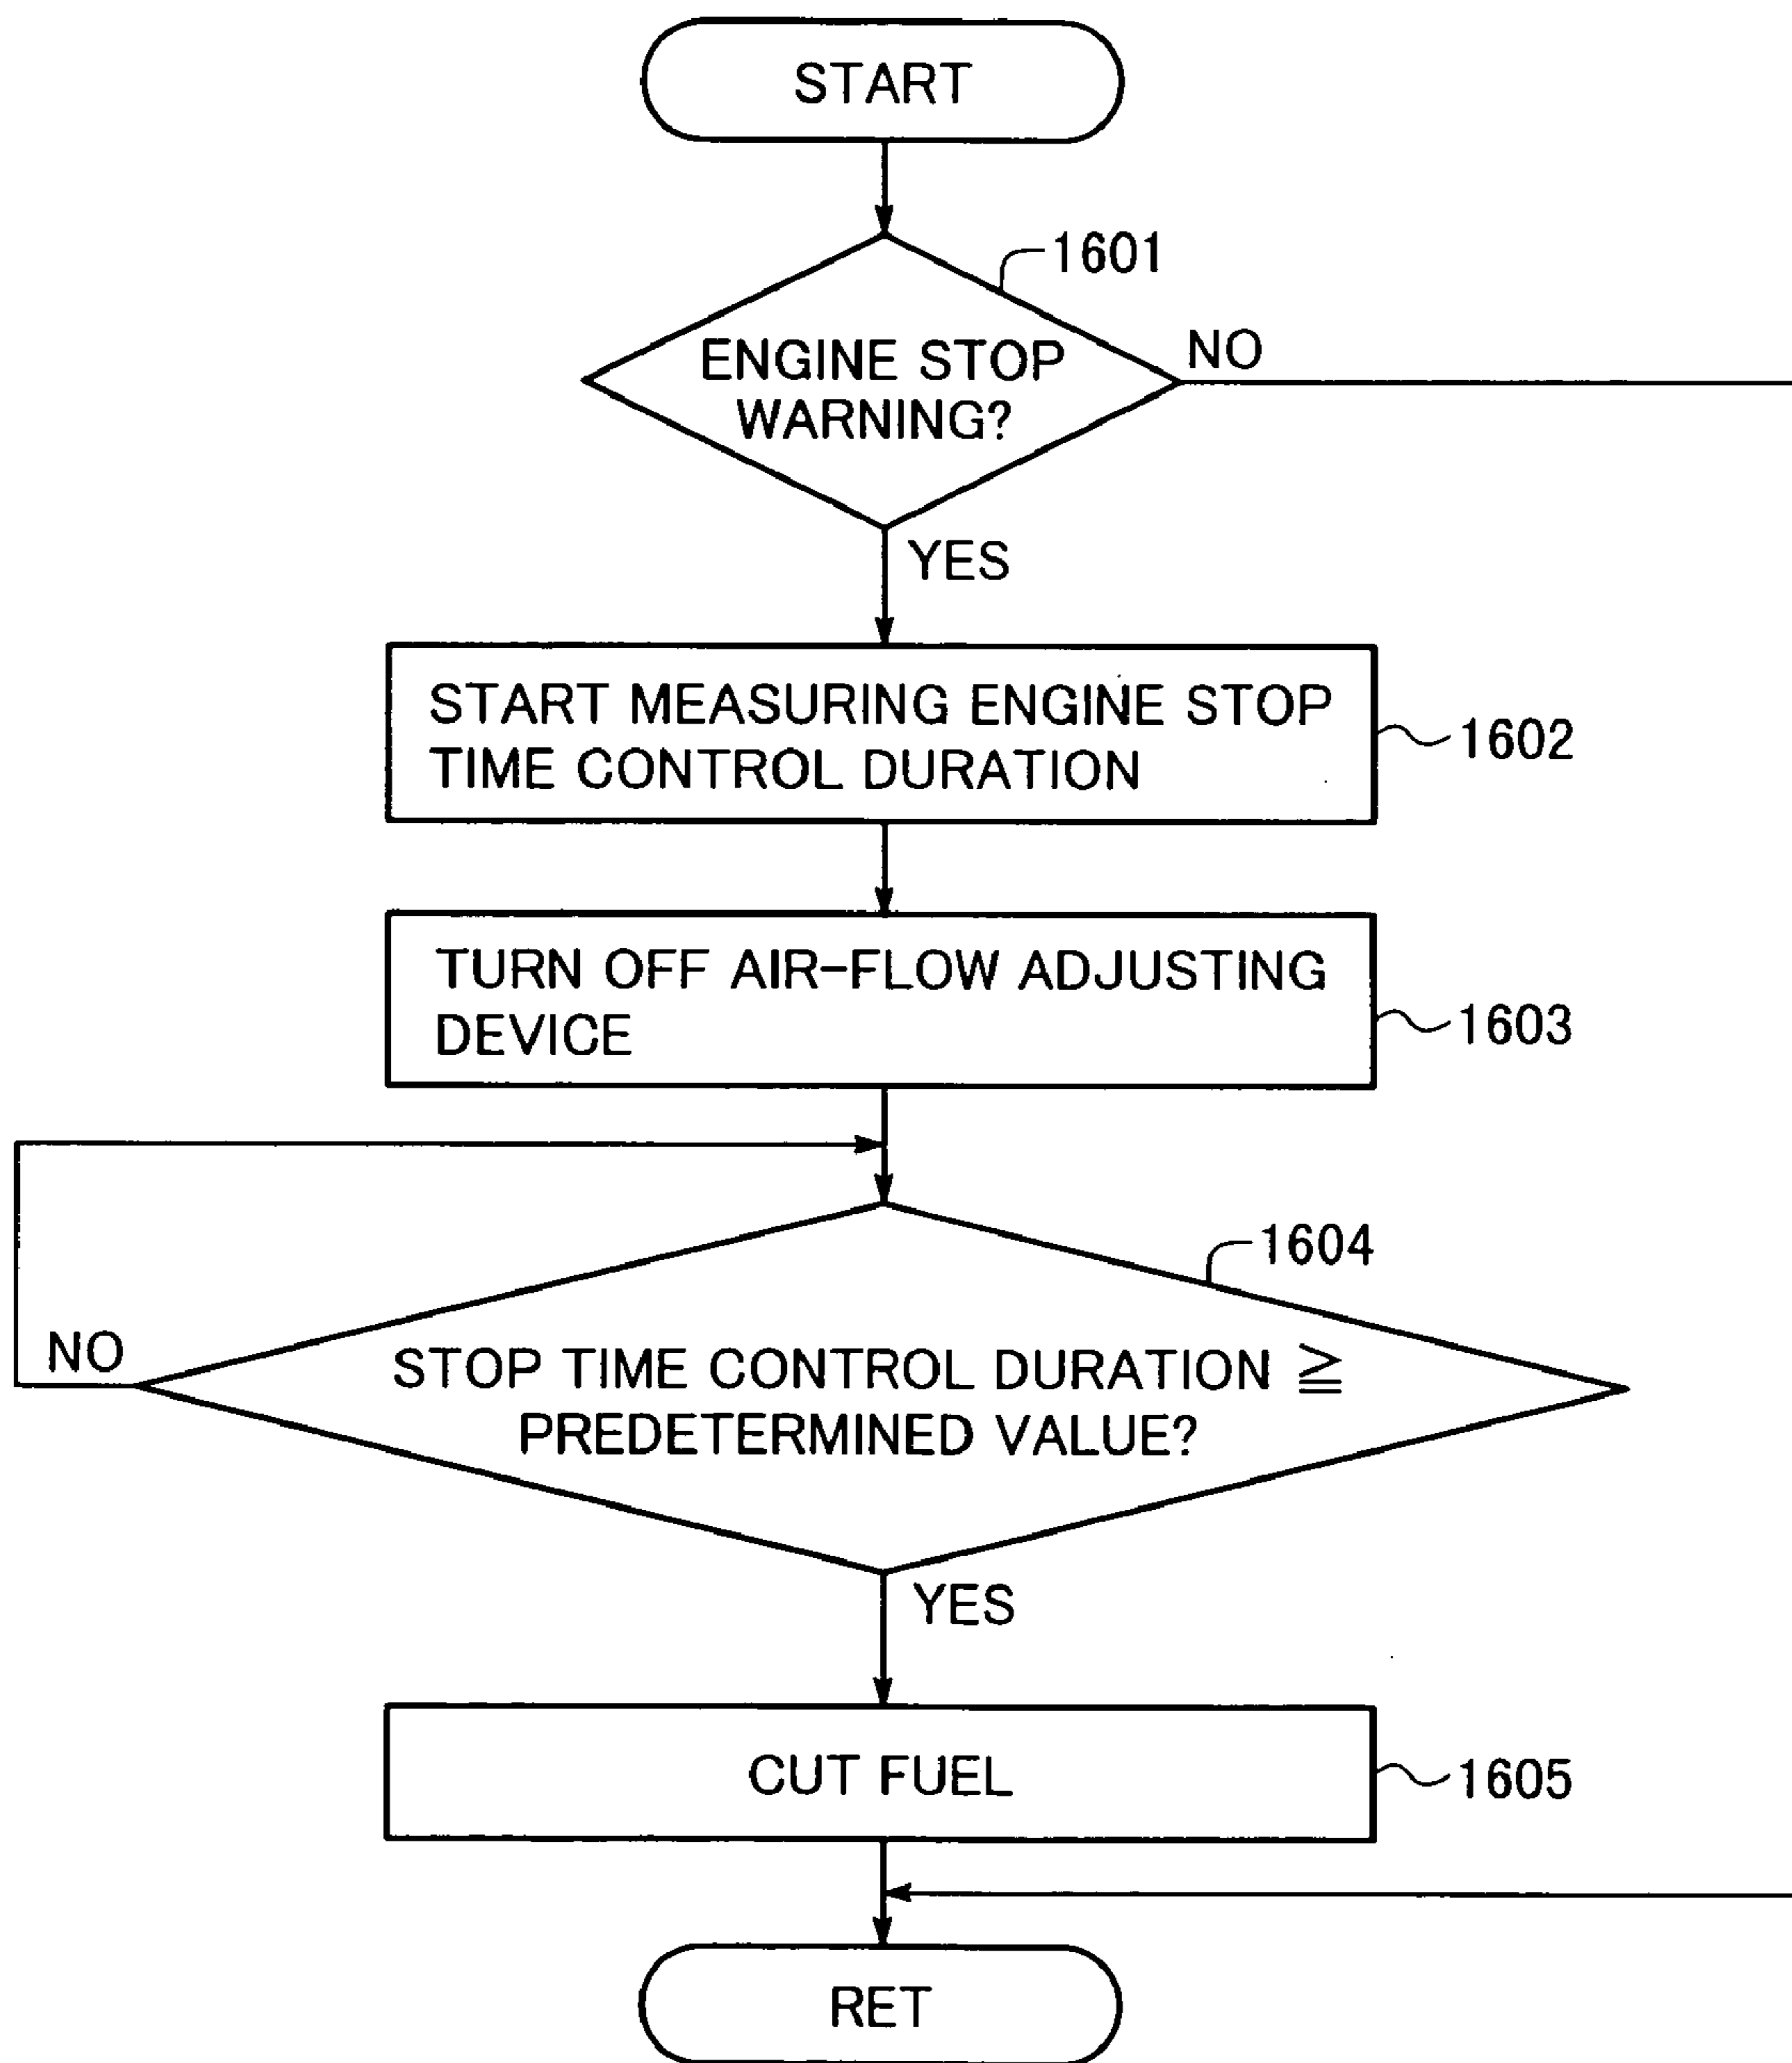 START
1601
ENGINE STOP
WARNING?
NO
YES
START MEASURING ENGINE STOP
TIME CONTROL DURATION
1602
TURN OFF AIR-FLOW ADJUSTING
DEVICE
1603
1604
NO
STOP TIME CONTROL DURATION ≧
PREDETERMINED VALUE?
YES
CUT FUEL
1605
RET